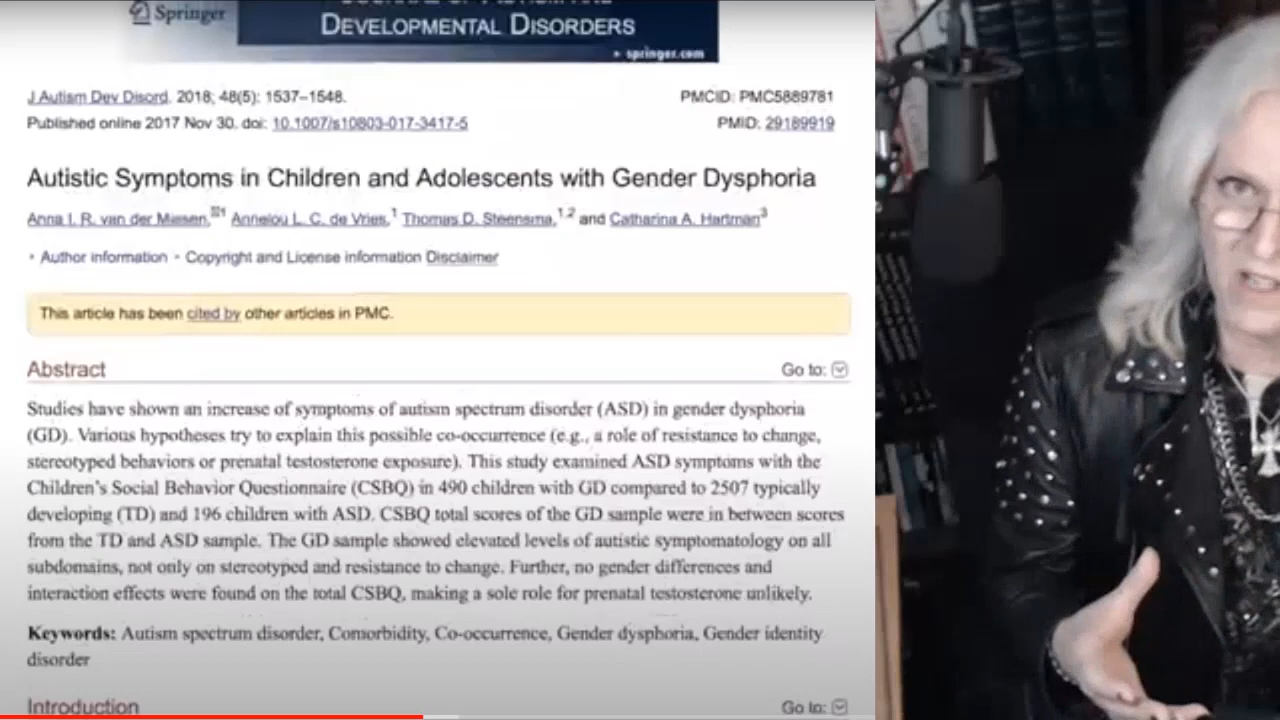 Springer
JOURNAL OF AUTISM AND
DEVELOPMENTAL DISORDERS
▸ springer.com
J Autism Dev Disord. 2018; 48(5): 1537–1548.
PMCID: PMC5889781
Published online 2017 Nov 30. doi: 10.1007/s10803-017-3417-5
PMID: 29189919
Autistic Symptoms in Children and Adolescents with Gender Dysphoria
Anna I. R. van der Miesen,✉1 Annelou L. C. de Vries,1 Thomas D. Steensma,1,2 and Catharina A. Hartman3
▸ Author information ▸ Copyright and License information Disclaimer
This article has been cited by other articles in PMC.
Abstract
Go to:
Studies have shown an increase of symptoms of autism spectrum disorder (ASD) in gender dysphoria
(GD). Various hypotheses try to explain this possible co-occurrence (e.g., a role of resistance to change,
stereotyped behaviors or prenatal testosterone exposure). This study examined ASD symptoms with the
Children's Social Behavior Questionnaire (CSBQ) in 490 children with GD compared to 2507 typically
developing (TD) and 196 children with ASD. CSBQ total scores of the GD sample were in between scores
from the TD and ASD sample. The GD sample showed elevated levels of autistic symptomatology on all
subdomains, not only on stereotyped and resistance to change. Further, no gender differences and
interaction effects were found on the total CSBQ, making a sole role for prenatal testosterone unlikely.
Keywords: Autism spectrum disorder, Comorbidity, Co-occurrence, Gender dysphoria, Gender identity
disorder
Introduction
Go to: